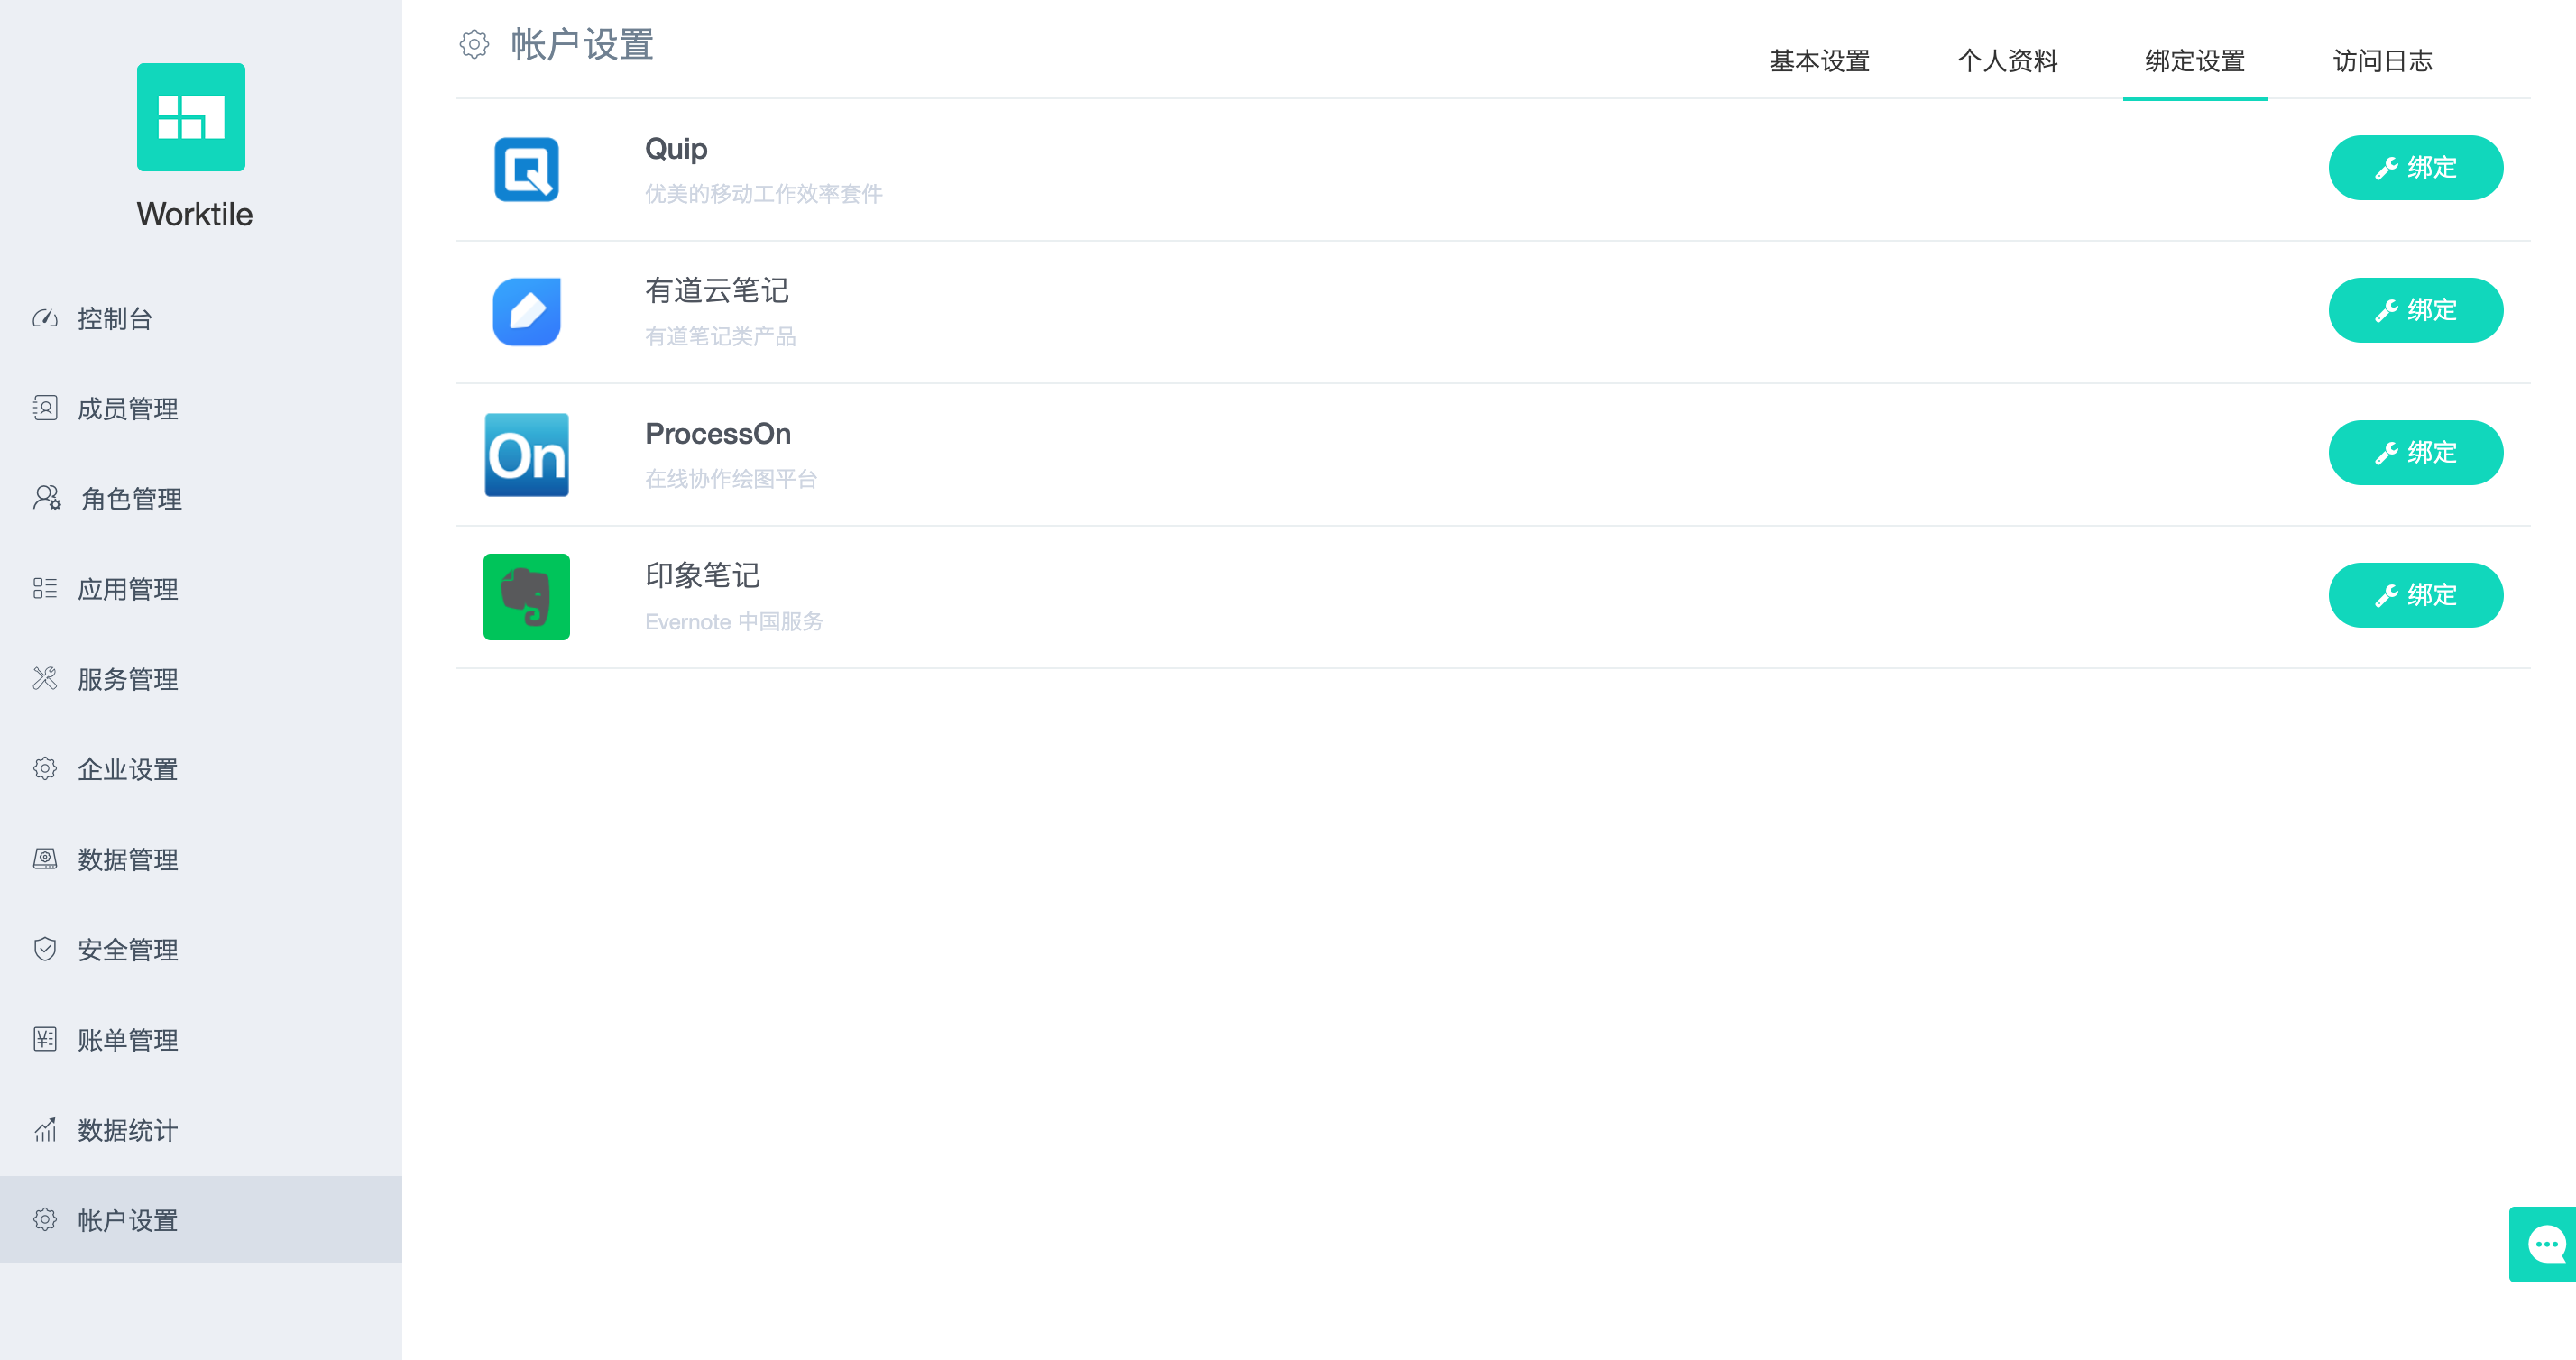 Worktile
控制台
成员管理
角色管理
应用管理
服务管理
企业设置
数据管理
安全管理
账单管理
数据统计
帐户设置
帐户设置
基本设置 个人资料 绑定设置 访问日志
Quip
优美的移动工作效率套件
绑定
有道云笔记
有道笔记类产品
绑定
On
ProcessOn
在线协作绘图平台
绑定
印象笔记
Evernote 中国服务
绑定